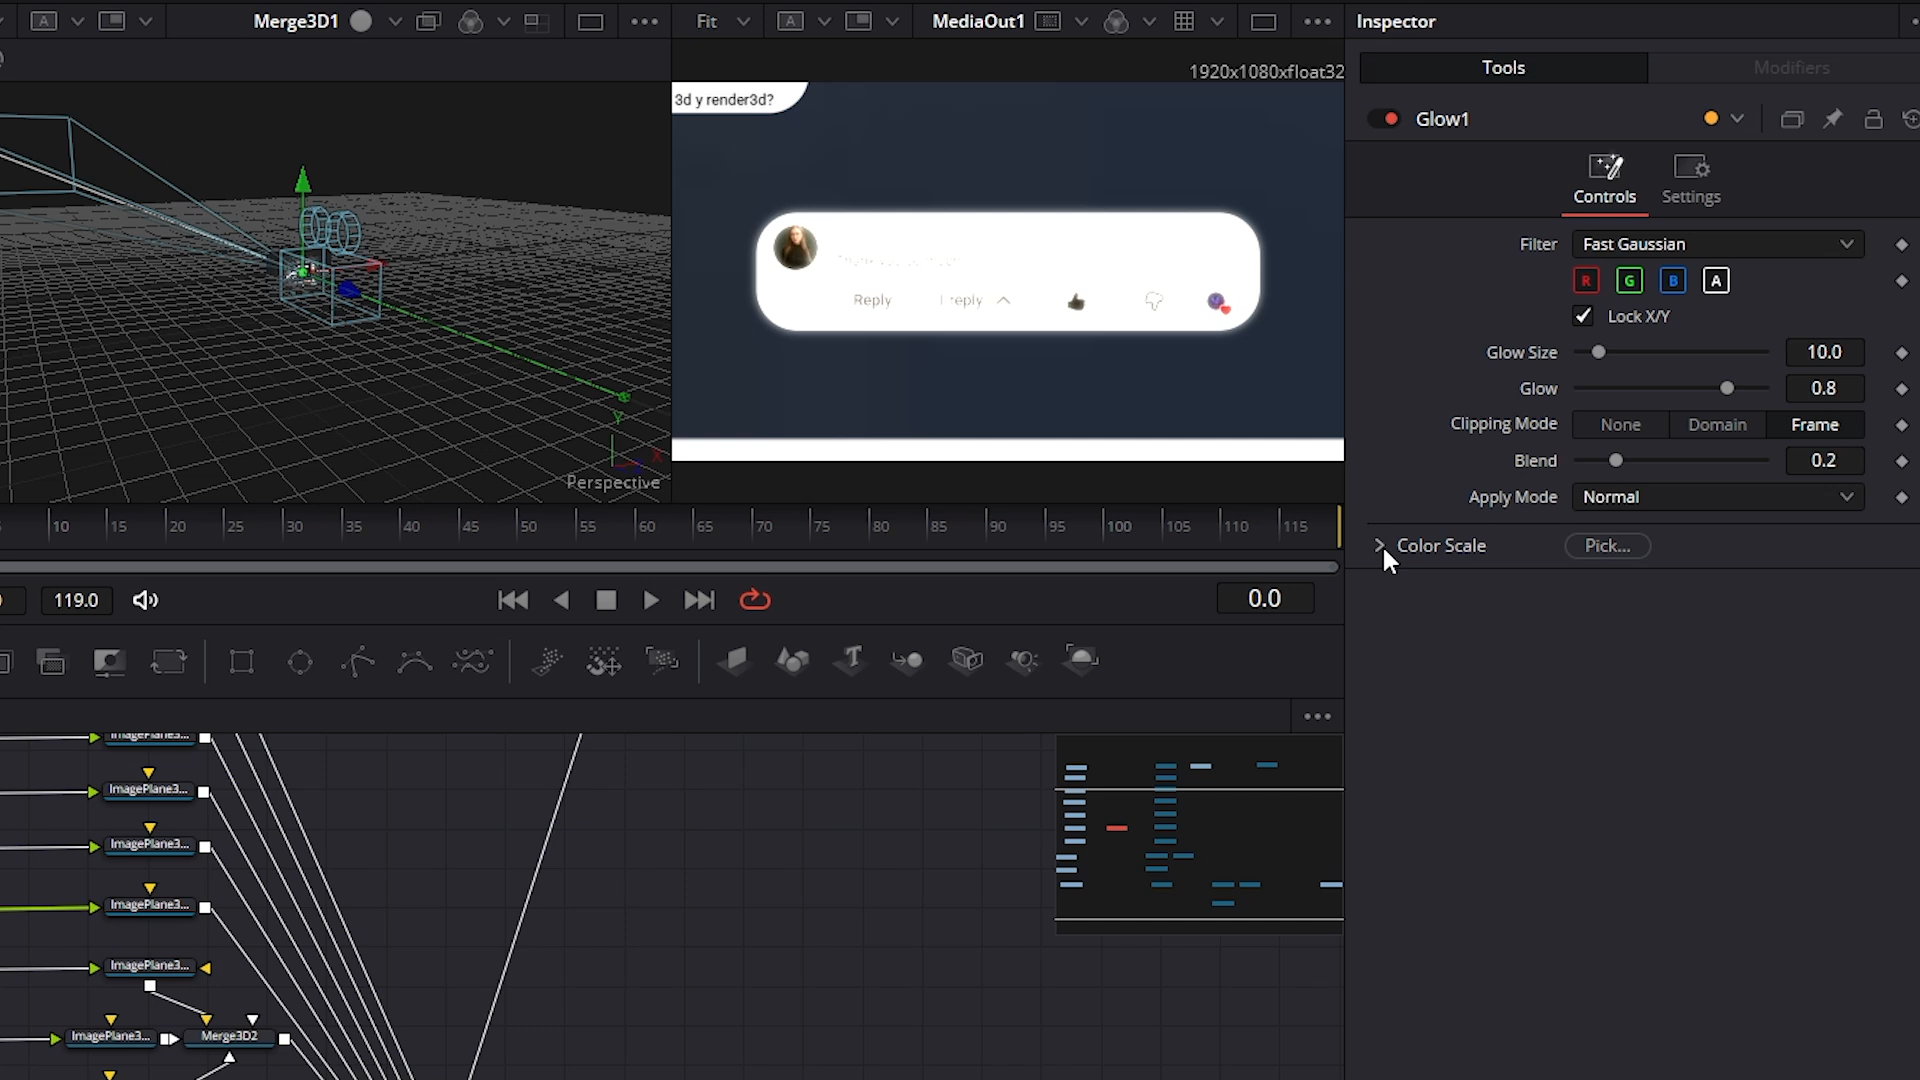 A
Merge3D1
Fit
A
MediaOut1
Inspector
1920x1080xfloat32
Tools
Modifiers
Glow1
Controls
Settings
Filter
Fast Gaussian
R
G
B
A
Lock X/Y
Glow Size
10.0
Glow
0.8
Clipping Mode
None
Domain
Frame
Blend
0.2
Apply Mode
Normal
Color Scale
Pick...
3d y render3d?
Reply
reply
Y
X
Perspective
10
15
20
25
30
35
40
45
50
55
60
65
70
75
80
85
90
95
100
105
110
115
119.0
0.0
ImagePlane3...
ImagePlane3...
ImagePlane3...
ImagePlane3...
ImagePlane3...
ImagePlane3...
Merge3D2